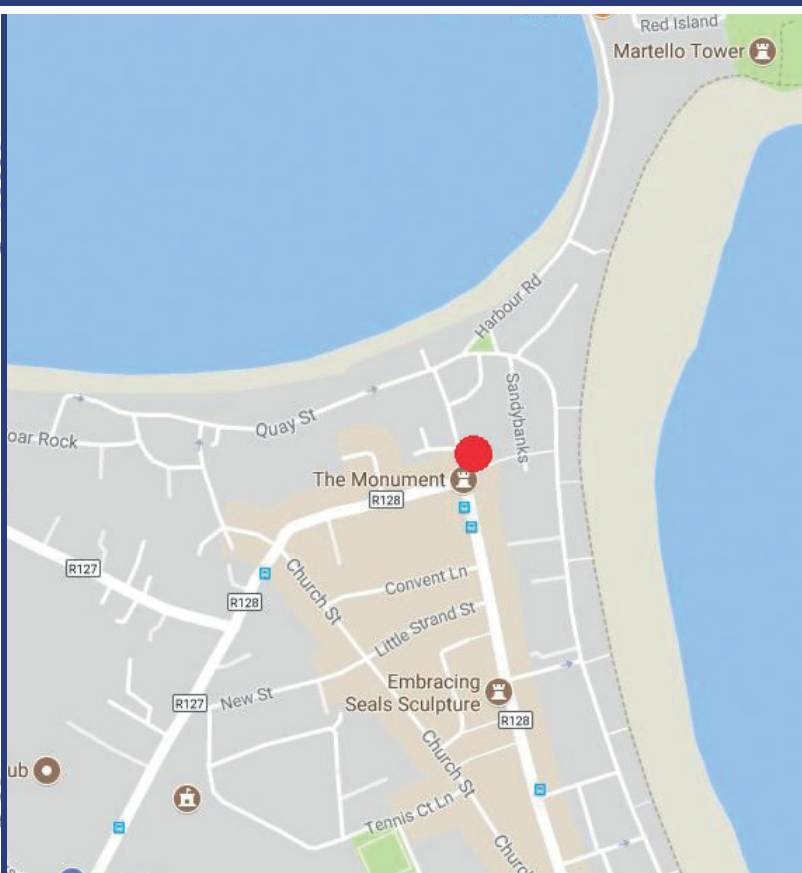 Red Island
Martello Tower
Harbour Rd
Sandybanks
Quay St
oar Rock
The Monument
R128
R127
Convent Ln
Church St
R128
Little Strand St
Embracing
Seals Sculpture
New St
R127
R128
Church St
ub
Tennis Ct Ln
Churc